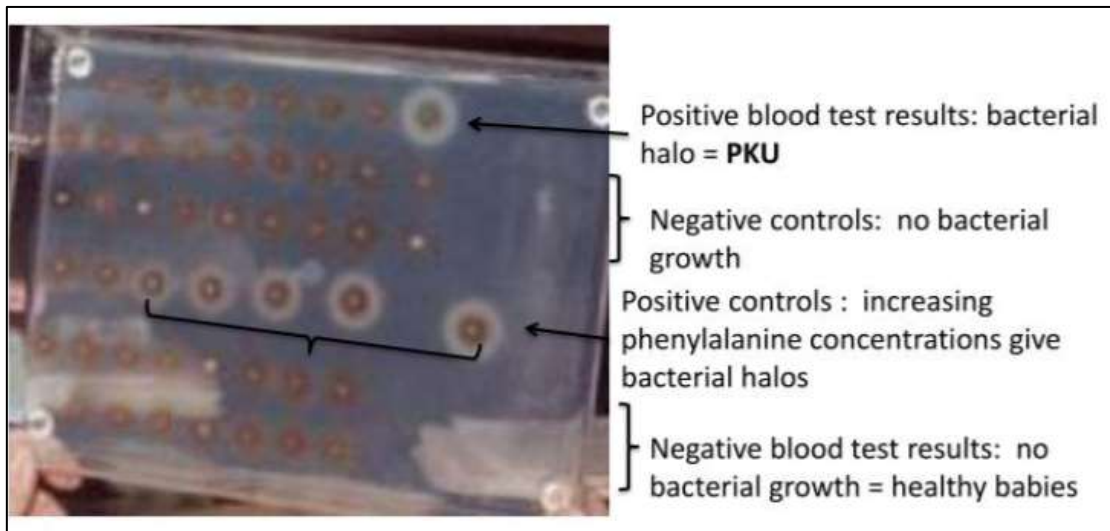 Positive blood test results: bacterial
halo = PKU
Negative controls: no bacterial
growth
Positive controls : increasing
phenylalanine concentrations give
bacterial halos
Negative blood test results: no
bacterial growth = healthy babies